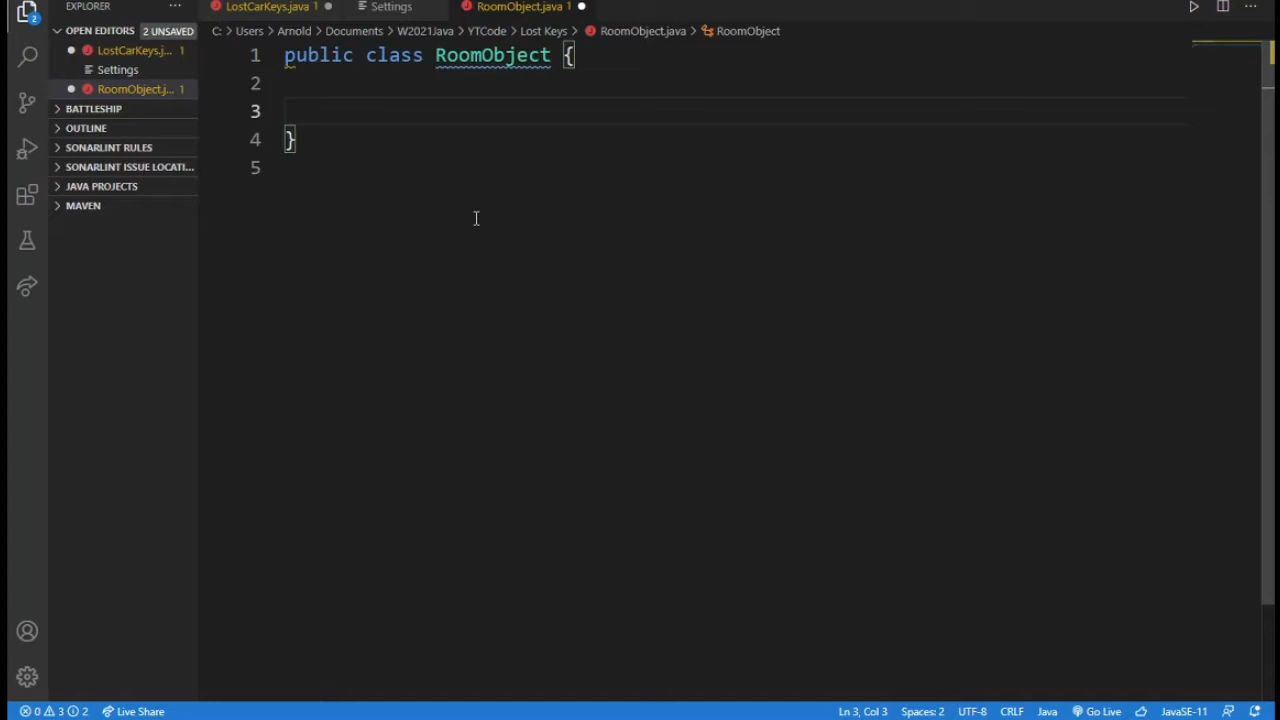 EXPLORER ···
LostCarKeys.java 1
Settings
RoomObject.java 1
OPEN EDITORS 2 UNSAVED
C: > Users > Arnold > Documents > W2021Java > YTCode > Lost Keys > RoomObject.java > RoomObject
LostCarKeys.j... 1
Settings
RoomObject.j... 1
BATTLESHIP
OUTLINE
SONARLINT RULES
SONARLINT ISSUE LOCATI...
JAVA PROJECTS
MAVEN
2
1 public class RoomObject {
2
3
4 }
5
0 3 2 Live Share
Ln 3, Col 3 Spaces: 2 UTF-8 CRLF Java Go Live JavaSE-11